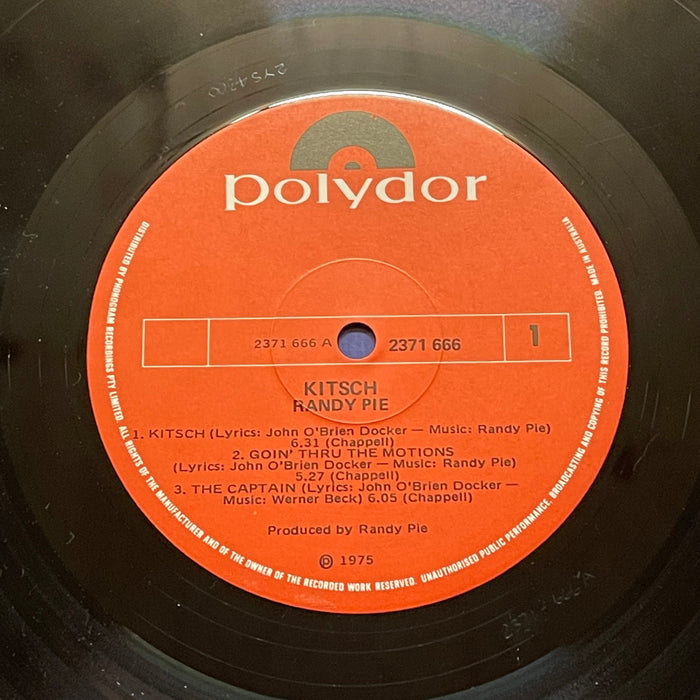 polydor
2371 666 A
2371 666
1
KITSCH
RANDY PIE
1. KITSCH (Lyrics: John O'Brien Docker — Music: Randy Pie)
6.31 (Chappell)
2. GOIN' THRU THE MOTIONS
(Lyrics: John O'Brien Docker — Music: Randy Pie)
5.27 (Chappell)
3. THE CAPTAIN (Lyrics: John O'Brien Docker —
Music: Werner Beck) 6.05 (Chappell)
Produced by Randy Pie
℗ 1975
DISTRIBUTED BY PHONOGRAM RECORDINGS PTY LIMITED. ALL RIGHTS OF THE MANUFACTURER AND OF THE OWNER OF THE RECORDED WORK RESERVED. UNAUTHORISED PUBLIC PERFORMANCE, BROADCASTING AND COPYING OF THIS RECORD PROHIBITED. MADE IN AUSTRALIA